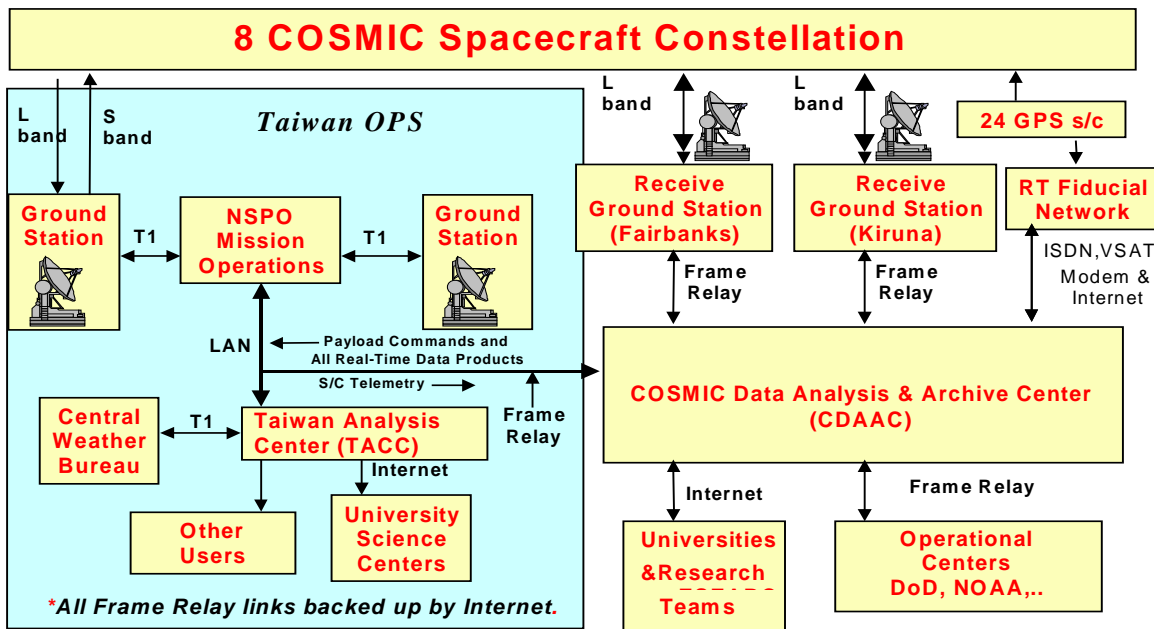 8 COSMIC Spacecraft Constellation
L
band
S
band
Taiwan OPS
L
band
L
band
24 GPS s/c
Ground
Station
T1
NSPO
Mission
Operations
T1
Ground
Station
Receive
Ground Station
(Fairbanks)
Receive
Ground Station
(Kiruna)
RT Fiducial
Network
Frame
Relay
Frame
Relay
ISDN,VSAT
Modem &
Internet
LAN
Payload Commands and
All Real-Time Data Products
S/C Telemetry
Frame
Relay
COSMIC Data Analysis & Archive Center
(CDAAC)
Central
Weather
Bureau
T1
Taiwan Analysis
Center (TACC)
Internet
Other
Users
University
Science
Centers
Internet
Frame Relay
Universities
&Research
Teams
Operational
Centers
DoD, NOAA,..
*All Frame Relay links backed up by Internet.